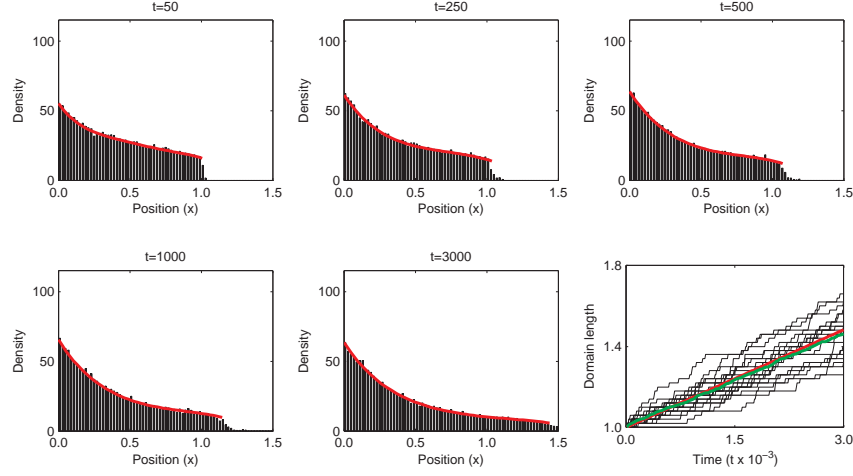 t=50
100
50
0
Density
0.0 0.5 1.0 1.5
Position (x)
t=250
100
50
0
Density
0.0 0.5 1.0 1.5
Position (x)
t=500
100
50
0
Density
0.0 0.5 1.0 1.5
Position (x)
t=1000
100
50
0
Density
0.0 0.5 1.0 1.5
Position (x)
t=3000
100
50
0
Density
0.0 0.5 1.0 1.5
Position (x)
1.8
1.4
1.0
Domain length
0.0 1.5 3.0
Time (t x 10⁻³)